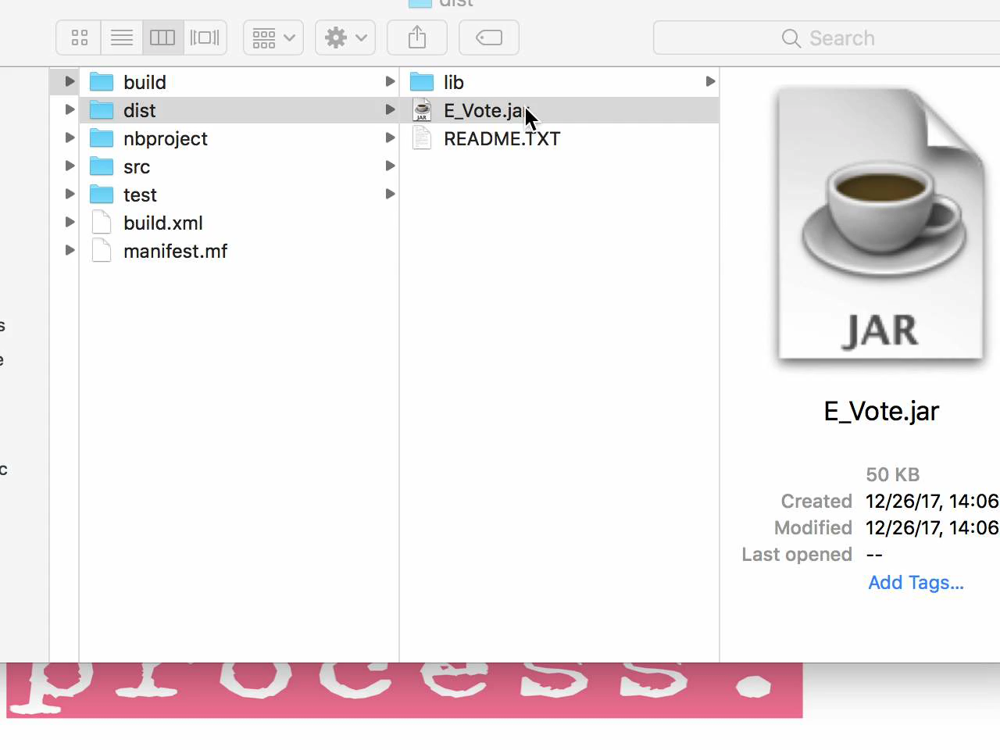 dist
Search
build
dist
nbproject
src
test
build.xml
manifest.mf
lib
E_Vote.jar
README.TXT
JAR
JAR
E_Vote.jar
50 KB
Created 12/26/17, 14:06
Modified 12/26/17, 14:06
Last opened --
Add Tags...
s
e
c
process.